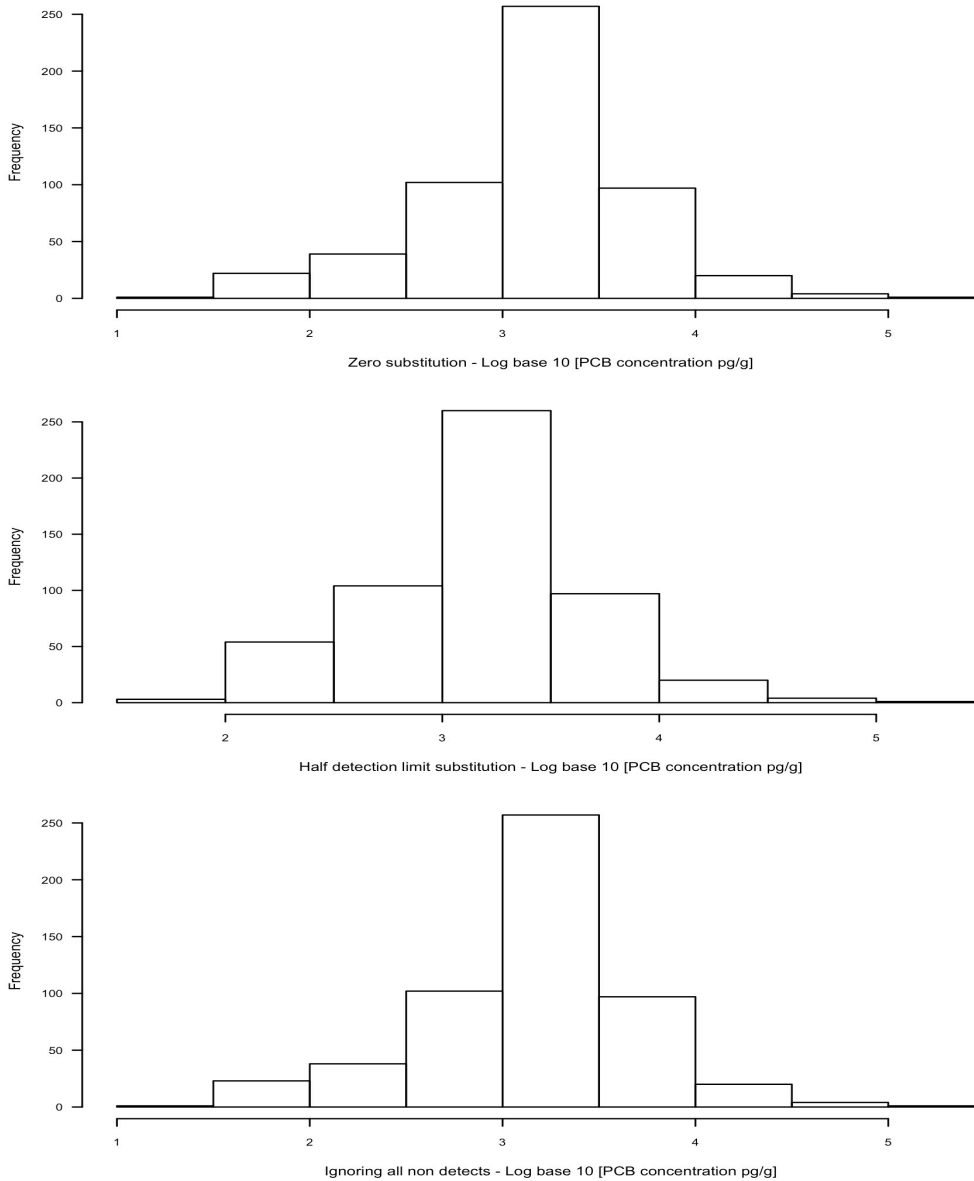 250
200
150
100
50
0
Frequency
1 2 3 4 5
Zero substitution - Log base 10 [PCB concentration pg/g]
250
200
150
100
50
0
Frequency
2 3 4 5
Half detection limit substitution - Log base 10 [PCB concentration pg/g]
250
200
150
100
50
0
Frequency
1 2 3 4 5
Ignoring all non detects - Log base 10 [PCB concentration pg/g]